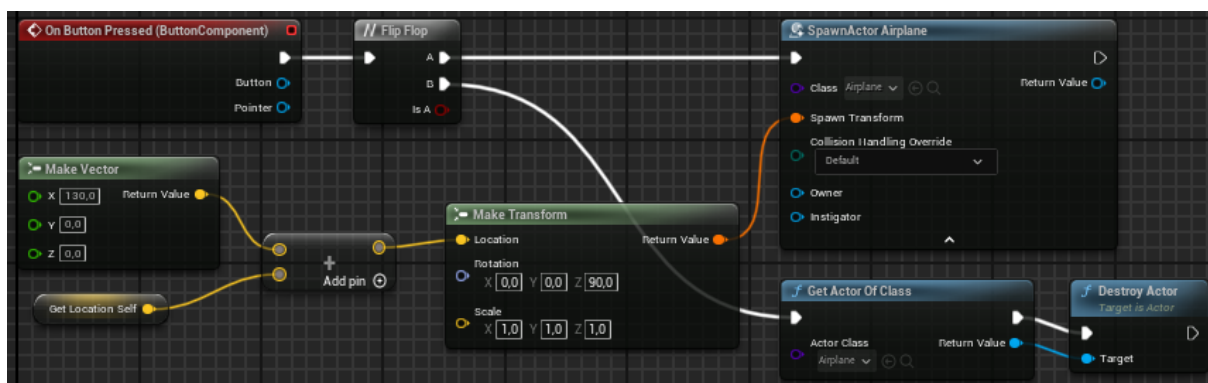 On Button Pressed (ButtonComponent)
Button
Pointer
Flip Flop
A
B
Is A
SpawnActor Airplane
Class Airplane
Return Value
Spawn Transform
Collision Handling Override
Default
Owner
Instigator
Make Vector
X 130,0 Return Value
Y 0,0
Z 0,0
Get Location Self
+
Add pin
Make Transform
Location Return Value
Rotation
X 0,0 Y 0,0 Z 90,0
Scale
X 1,0 Y 1,0 Z 1,0
Get Actor Of Class
Actor Class Return Value
Airplane
Destroy Actor
Target is Actor
Target